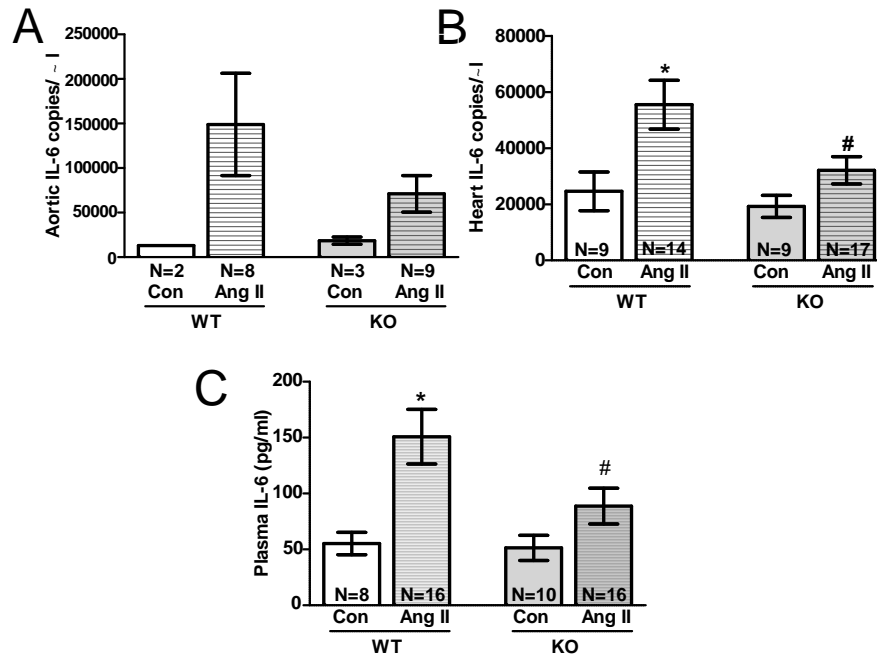 A
Aortic IL-6 copies/ ~ l
250000
200000
150000
100000
50000
0
N=2 N=8 N=3 N=9
Con Ang II Con Ang II
WT KO
B
Heart IL-6 copies/~ l
80000
60000
40000
20000
0
*
#
N=9 N=14 N=9 N=17
Con Ang II Con Ang II
WT KO
C
Plasma IL-6 (pg/ml)
200
150
100
50
0
*
#
N=8 N=16 N=10 N=16
Con Ang II Con Ang II
WT KO